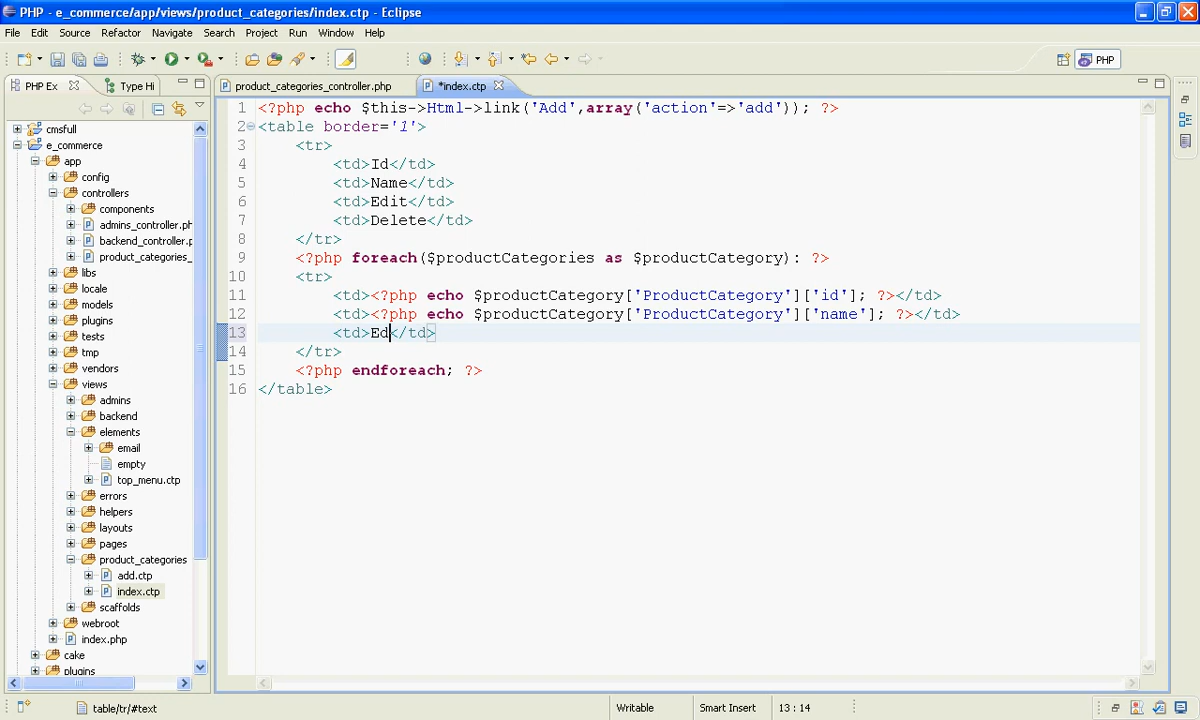 PHP - e_commerce/app/views/product_categories/index.ctp - Eclipse
File Edit Source Refactor Navigate Search Project Run Window Help
PHP
PHP Ex Type Hi
product_categories_controller.php *index.ctp
cmsfull
e_commerce
app
config
controllers
components
admins_controller.ph
backend_controller.p
product_categories_
libs
locale
models
plugins
tests
tmp
vendors
views
admins
backend
elements
email
empty
top_menu.ctp
errors
helpers
layouts
pages
product_categories
add.ctp
index.ctp
scaffolds
webroot
index.php
cake
plugins
1 <?php echo $this->Html->link('Add',array('action'=>'add')); ?>
2 <table border='1'>
3 <tr>
4 <td>Id</td>
5 <td>Name</td>
6 <td>Edit</td>
7 <td>Delete</td>
8 </tr>
9 <?php foreach($productCategories as $productCategory): ?>
10 <tr>
11 <td><?php echo $productCategory['ProductCategory']['id']; ?></td>
12 <td><?php echo $productCategory['ProductCategory']['name']; ?></td>
13 <td>Ed</td>
14 </tr>
15 <?php endforeach; ?>
16 </table>
table/tr/#text Writable Smart Insert 13 : 14